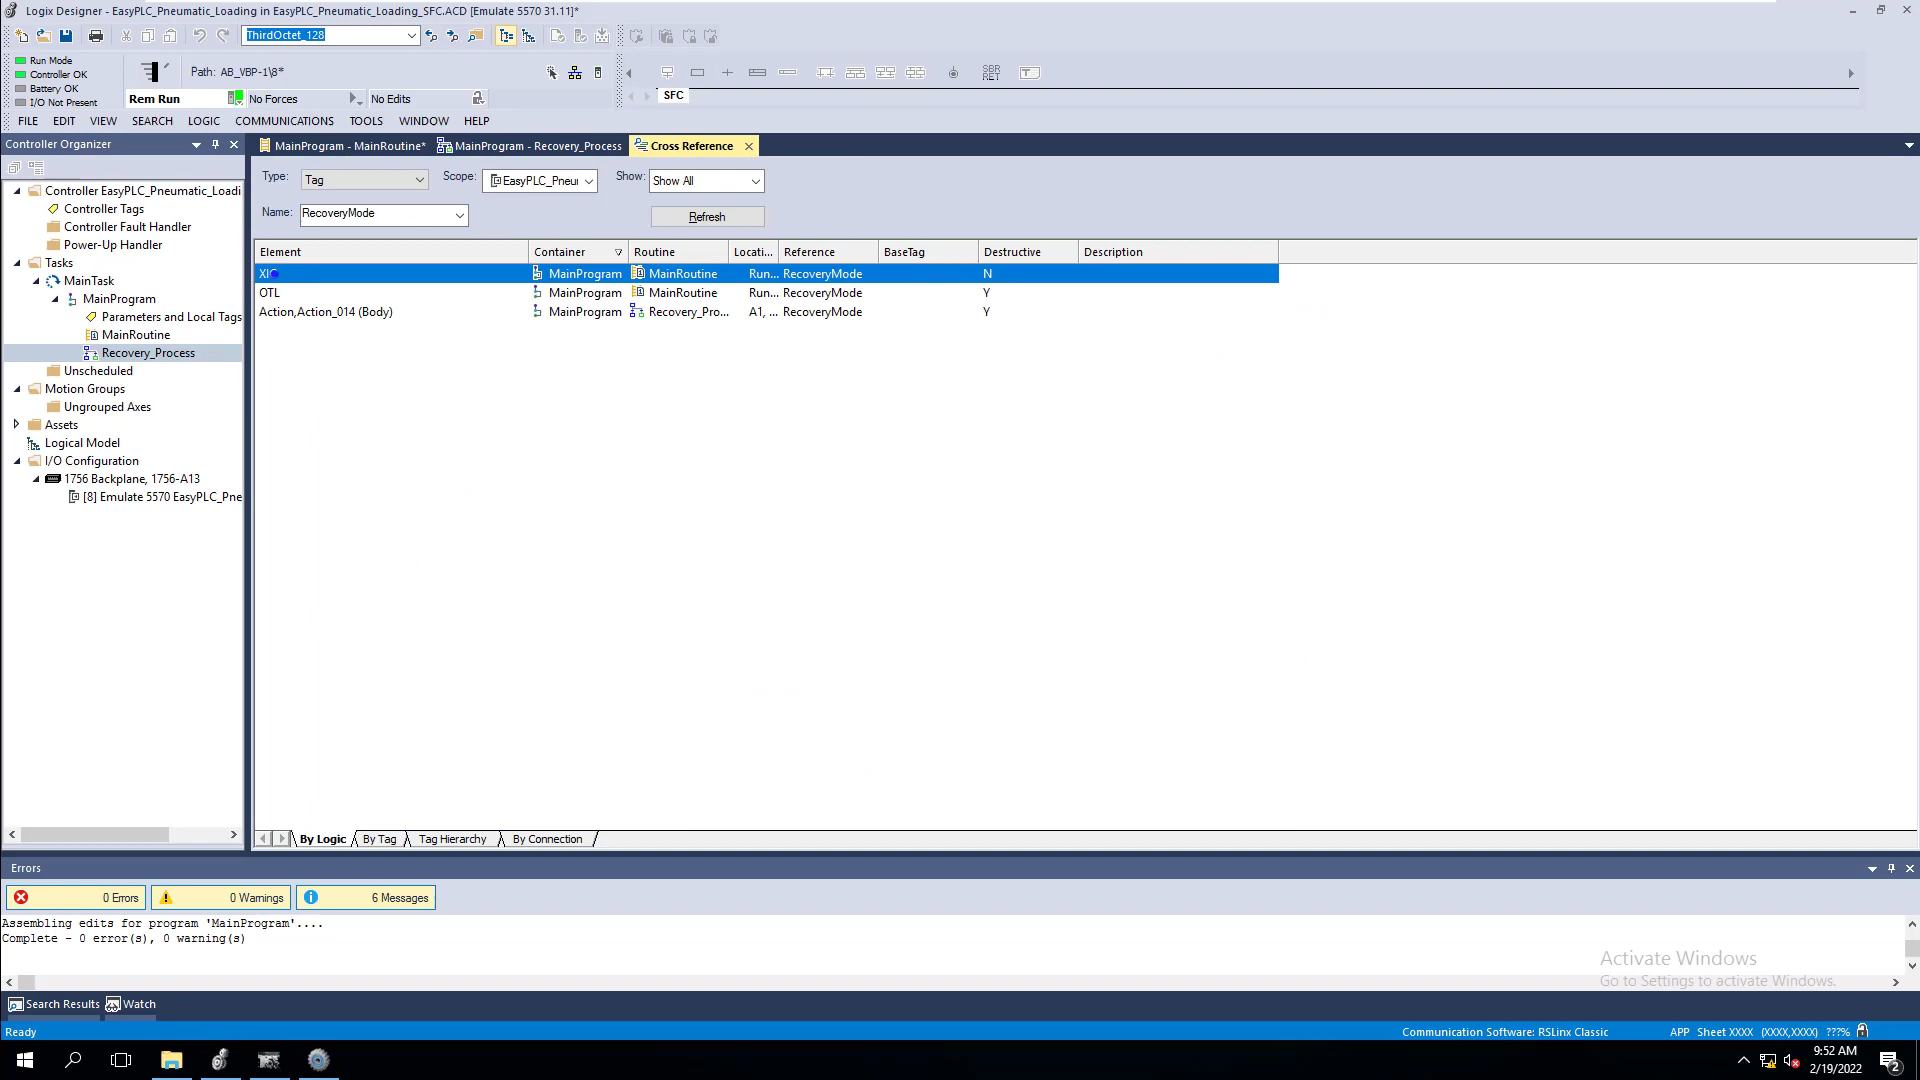 Logix Designer - EasyPLC_Pneumatic_Loading in EasyPLC_Pneumatic_Loading_SFC.ACD [Emulate 5570 31.11]*
ThirdOctet_128
Run Mode
Controller OK
Battery OK
I/O Not Present
Path: AB_VBP-1\8*
Rem Run
No Forces
No Edits
SBR
RET
SFC
FILE EDIT VIEW SEARCH LOGIC COMMUNICATIONS TOOLS WINDOW HELP
Controller Organizer
MainProgram - MainRoutine*
MainProgram - Recovery_Process
Cross Reference
Controller EasyPLC_Pneumatic_Loadi
Controller Tags
Controller Fault Handler
Power-Up Handler
Tasks
MainTask
MainProgram
Parameters and Local Tags
MainRoutine
Recovery_Process
Unscheduled
Motion Groups
Ungrouped Axes
Assets
Logical Model
I/O Configuration
1756 Backplane, 1756-A13
[8] Emulate 5570 EasyPLC_Pne
Type: Tag Scope: EasyPLC_Pneur Show: Show All
Name: RecoveryMode Refresh
Element Container Routine Locati... Reference BaseTag Destructive Description
XIC MainProgram MainRoutine Run... RecoveryMode N
OTL MainProgram MainRoutine Run... RecoveryMode Y
Action,Action_014 (Body) MainProgram Recovery_Pro... A1, ... RecoveryMode Y
By Logic By Tag Tag Hierarchy By Connection
Errors
0 Errors 0 Warnings 6 Messages
Assembling edits for program 'MainProgram'....
Complete - 0 error(s), 0 warning(s)
Activate Windows
Go to Settings to activate Windows.
Search Results Watch
Ready
Communication Software: RSLinx Classic APP Sheet XXXX (XXXX,XXXX) ???%
9:52 AM
2/19/2022
2